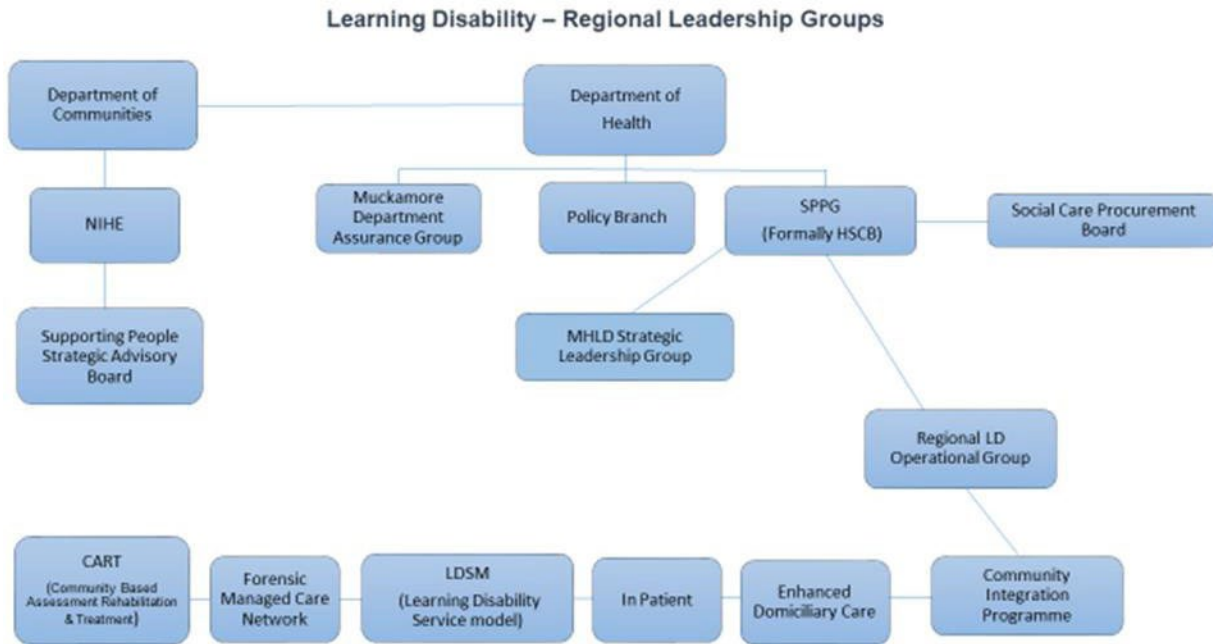 Learning Disability – Regional Leadership Groups
Department of
Communities
Department of
Health
NIHE
Muckamore
Department
Assurance Group
Policy Branch
SPPG
(Formally HSCB)
Social Care Procurement
Board
Supporting People
Strategic Advisory
Board
MHLD Strategic
Leadership Group
Regional LD
Operational Group
CART
(Community Based
Assessment Rehabilitation
& Treatment)
Forensic
Managed Care
Network
LDSM
(Learning Disability
Service model)
In Patient
Enhanced
Domiciliary Care
Community
Integration
Programme